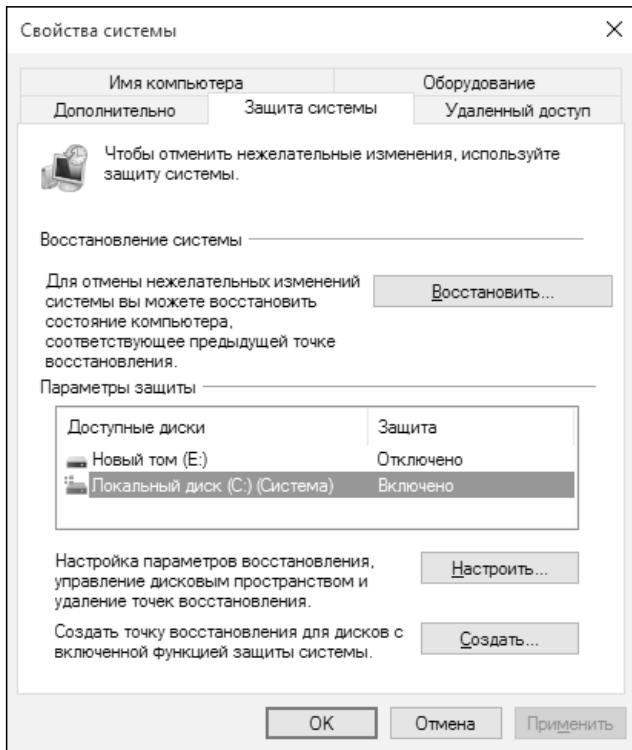 Свойства системы
Имя компьютера
Оборудование
Дополнительно
Защита системы
Удаленный доступ
Чтобы отменить нежелательные изменения, используйте
защиту системы.
Восстановление системы
Для отмены нежелательных изменений
системы вы можете восстановить
состояние компьютера,
соответствующее предыдущей точке
восстановления.
Восстановить...
Параметры защиты
Доступные диски
Защита
Новый том (E:)
Отключено
Локальный диск (C:) (Система)
Включено
Настройка параметров восстановления,
управление дисковым пространством и
удаление точек восстановления.
Настроить...
Создать точку восстановления для дисков с
включенной функцией защиты системы.
Создать...
OK
Отмена
Применить